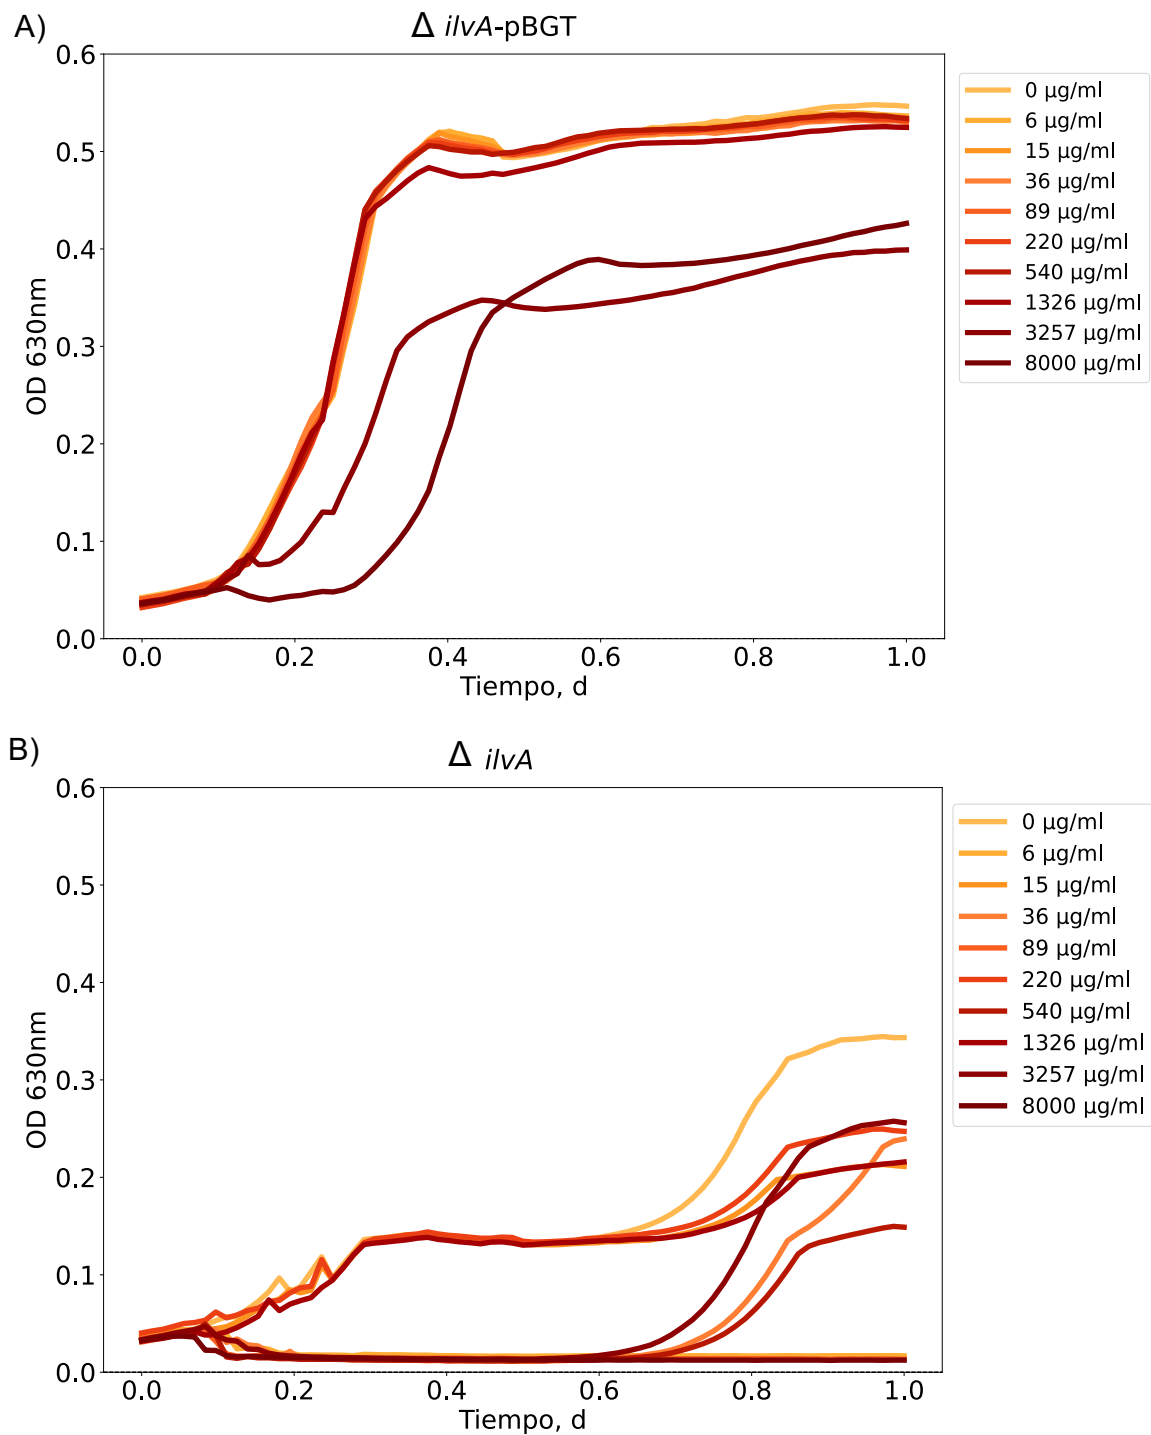 A)
Δ ilvA-pBGT
0.6
0.5
0.4
0.3
0.2
0.1
0.0
OD 630nm
0.0 0.2 0.4 0.6 0.8 1.0
Tiempo, d
0 µg/ml
6 µg/ml
15 µg/ml
36 µg/ml
89 µg/ml
220 µg/ml
540 µg/ml
1326 µg/ml
3257 µg/ml
8000 µg/ml
B)
Δ ilvA
0.6
0.5
0.4
0.3
0.2
0.1
0.0
OD 630nm
0.0 0.2 0.4 0.6 0.8 1.0
Tiempo, d
0 µg/ml
6 µg/ml
15 µg/ml
36 µg/ml
89 µg/ml
220 µg/ml
540 µg/ml
1326 µg/ml
3257 µg/ml
8000 µg/ml